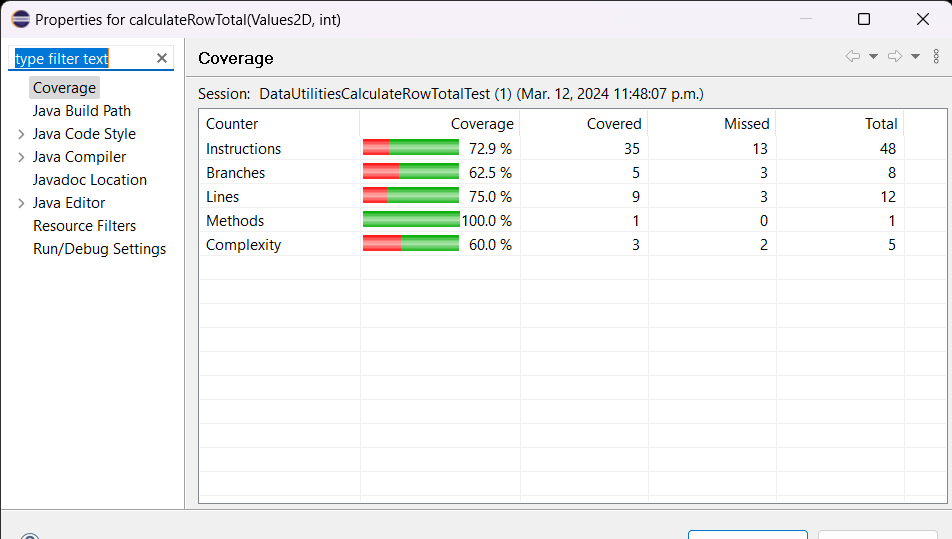 Properties for calculateRowTotal(Values2D, int)
type filter text
Coverage
Java Build Path
Java Code Style
Java Compiler
Javadoc Location
Java Editor
Resource Filters
Run/Debug Settings
Coverage
Session: DataUtilitiesCalculateRowTotalTest (1) (Mar. 12, 2024 11:48:07 p.m.)
Counter Coverage Covered Missed Total
Instructions 72.9 % 35 13 48
Branches 62.5 % 5 3 8
Lines 75.0 % 9 3 12
Methods 100.0 % 1 0 1
Complexity 60.0 % 3 2 5